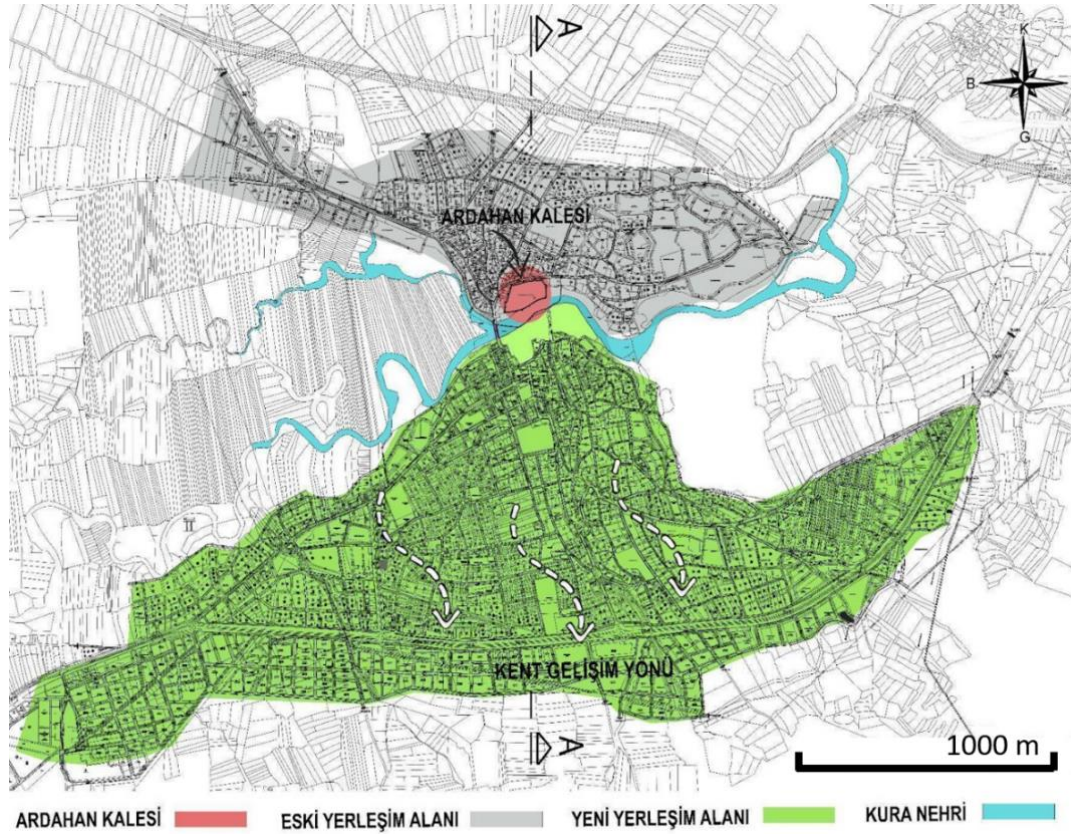 A
K
B
G
ARDAHAN KALESİ
KENT GELİŞİM YÖNÜ
A
1000 m
ARDAHAN KALESİ
ESKİ YERLEŞİM ALANI
YENİ YERLEŞİM ALANI
KURA NEHRİ